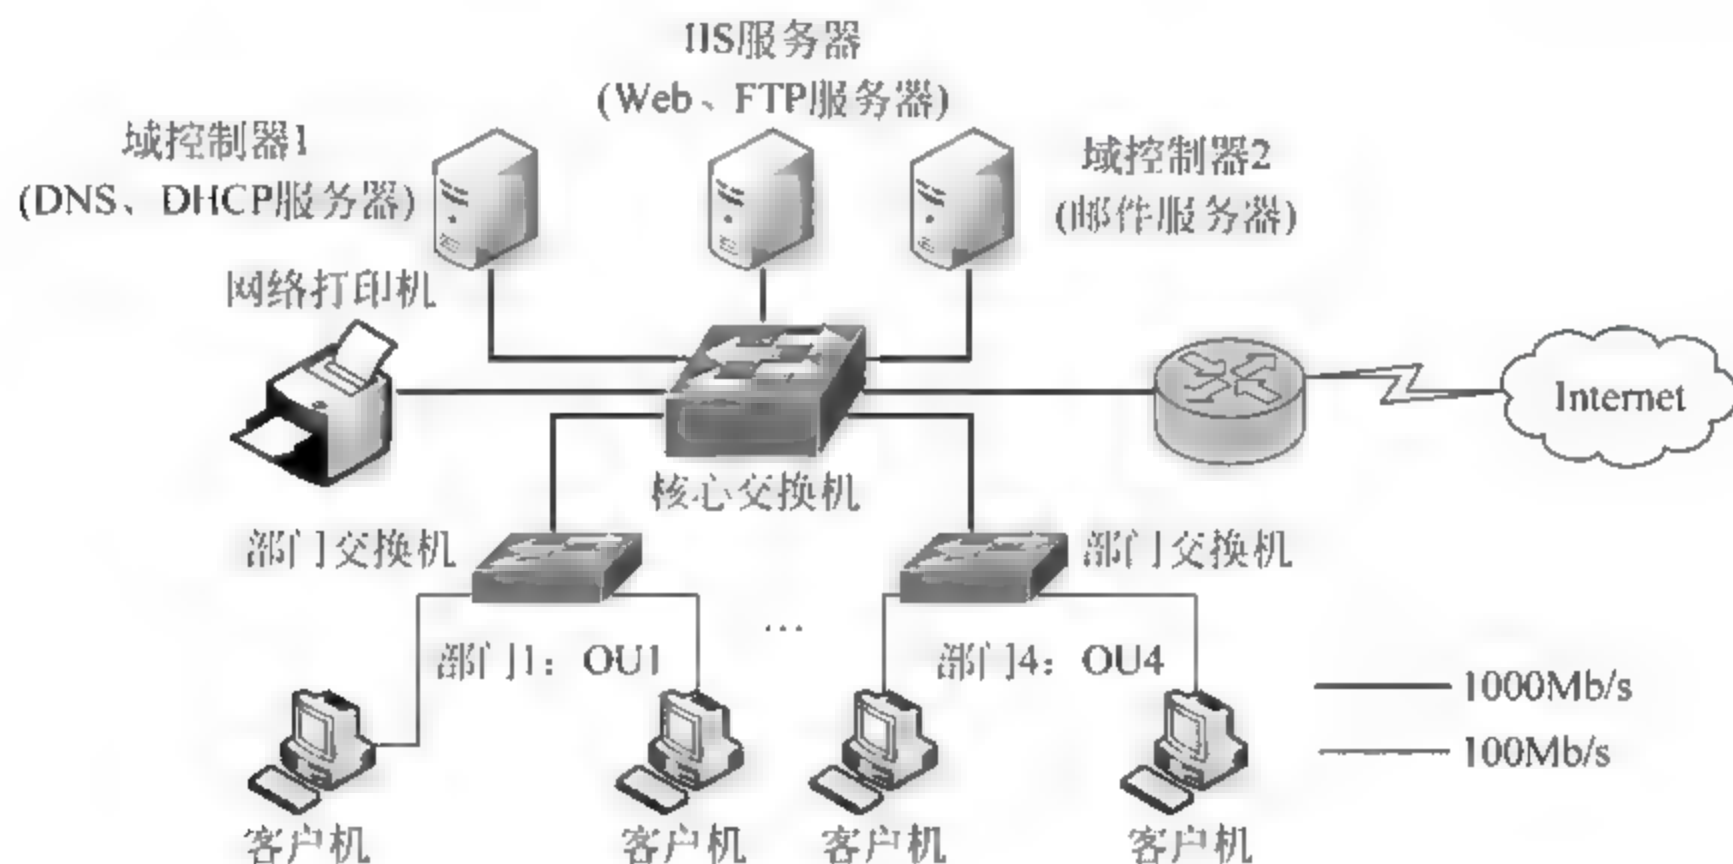 IIS服务器
(Web、FTP服务器)
域控制器1
(DNS、DHCP服务器)
域控制器2
(邮件服务器)
网络打印机
Internet
核心交换机
部门交换机
部门交换机
…
部门1：OU1
部门4：OU4
1000Mb/s
100Mb/s
客户机
客户机
客户机
客户机